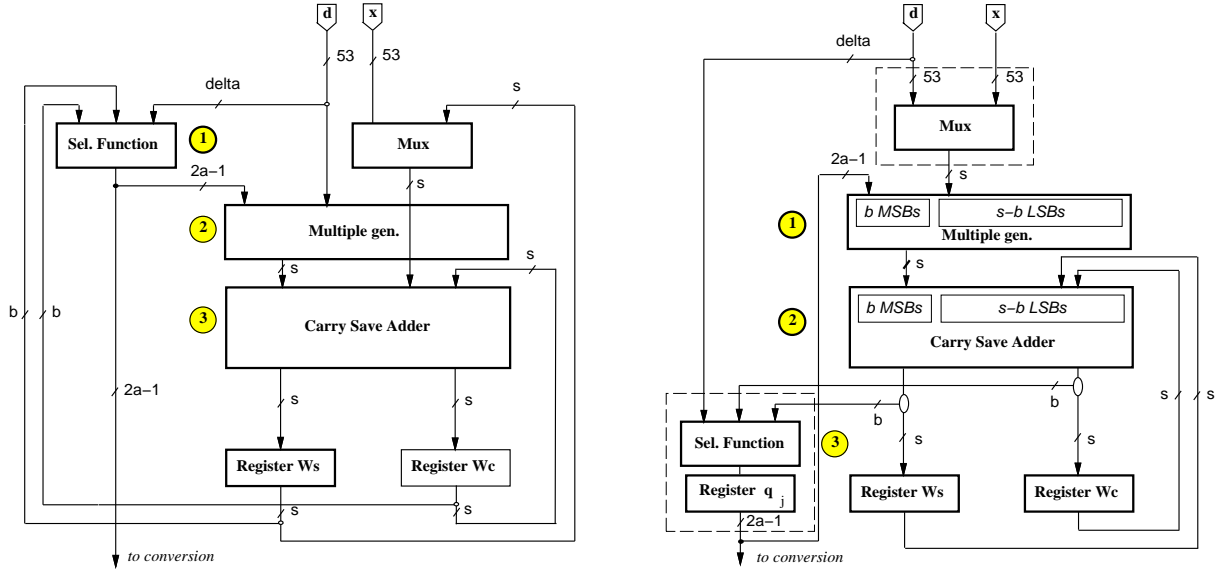 d
x
53
53
delta
s
Sel. Function
1
Mux
2a−1
s
2
Multiple gen.
s
s
3
Carry Save Adder
b
b
2a−1
s
s
Register Ws
Register Wc
s
s
to conversion
d
x
delta
53
53
Mux
2a−1
s
1
b MSBs
s−b LSBs
Multiple gen.
s
2
b MSBs
s−b LSBs
Carry Save Adder
b
b
s
s
Sel. Function
3
s
s
Register q j
Register Ws
Register Wc
2a−1
to conversion